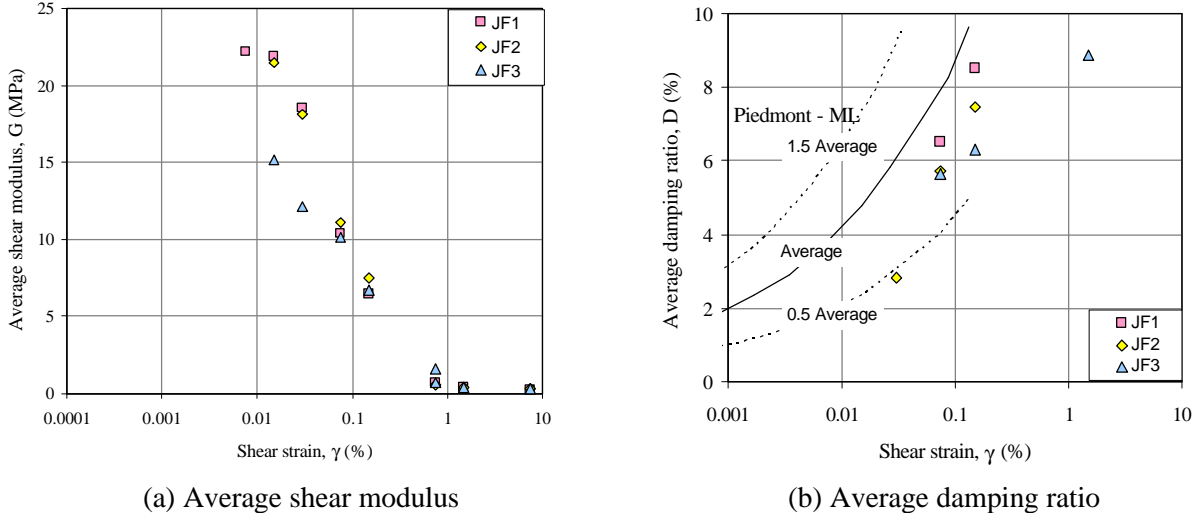 25
20
15
10
5
0
0.0001
0.001
0.01
0.1
1
10
Average shear modulus, G (MPa)
Shear strain, γ (%)
JF1
JF2
JF3
(a) Average shear modulus
10
8
6
4
2
0
0.001
0.01
0.1
1
10
Average damping ratio, D (%)
Shear strain, γ (%)
Piedmont - ML
1.5 Average
Average
0.5 Average
JF1
JF2
JF3
(b) Average damping ratio